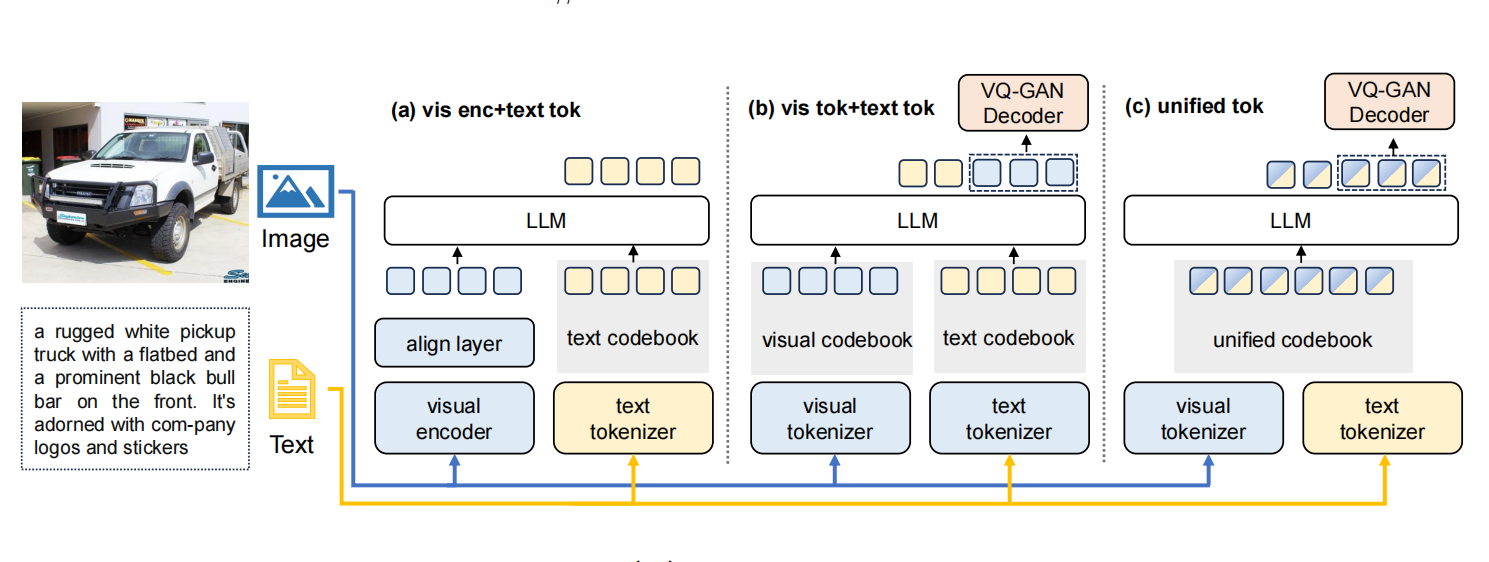 (a) vis enc+text tok
(b) vis tok+text tok
VQ-GAN
Decoder
(c) unified tok
VQ-GAN
Decoder
Image
LLM
LLM
LLM
a rugged white pickup
truck with a flatbed and
a prominent black bull
bar on the front. It's
adorned with com-pany
logos and stickers
Text
align layer
text codebook
visual codebook
text codebook
unified codebook
visual
encoder
text
tokenizer
visual
tokenizer
text
tokenizer
visual
tokenizer
text
tokenizer